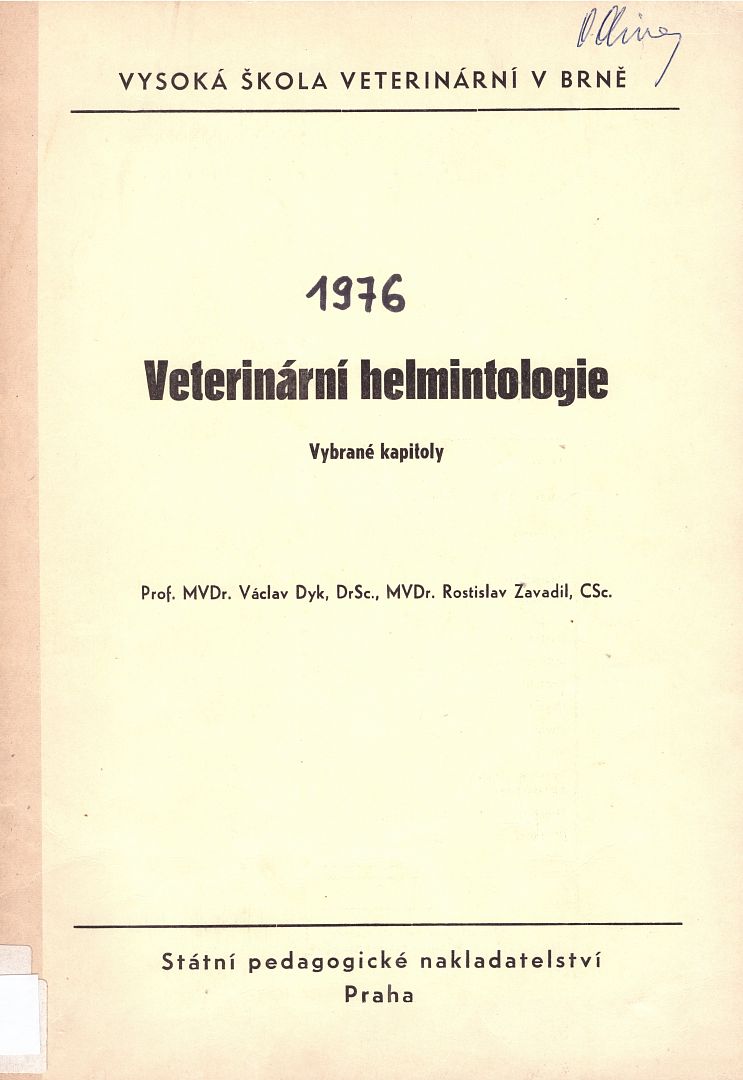 VYSOKÁ ŠKOLA VETERINÁRNÍ V BRNĚ
1976
Veterinární helmintologie
Vybrané kapitoly
Prof. MVDr. Václav Dyk, DrSc., MVDr. Rostislav Zavadil, CSc.
Státní pedagogické nakladatelství
Praha